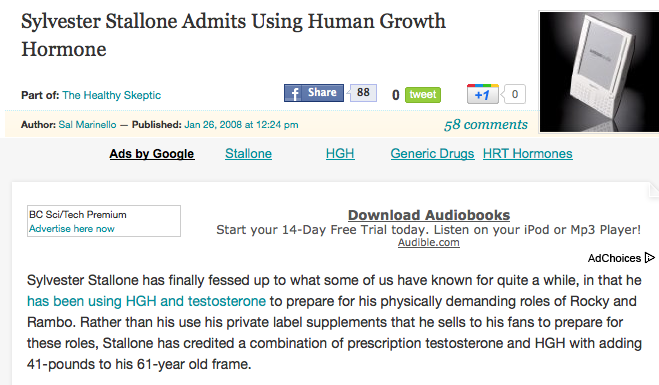 Sylvester Stallone Admits Using Human Growth
Hormone
Part of: The Healthy Skeptic
f Share 88 0 tweet +1 0
Author: Sal Marinello — Published: Jan 26, 2008 at 12:24 pm 58 comments
Ads by Google Stallone HGH Generic Drugs HRT Hormones
BC Sci/Tech Premium
Advertise here now
Download Audiobooks
Start your 14-Day Free Trial today. Listen on your iPod or Mp3 Player!
Audible.com
AdChoices
Sylvester Stallone has finally fessed up to what some of us have known for quite a while, in that he
has been using HGH and testosterone to prepare for his physically demanding roles of Rocky and
Rambo. Rather than his use his private label supplements that he sells to his fans to prepare for
these roles, Stallone has credited a combination of prescription testosterone and HGH with adding
41-pounds to his 61-year old frame.